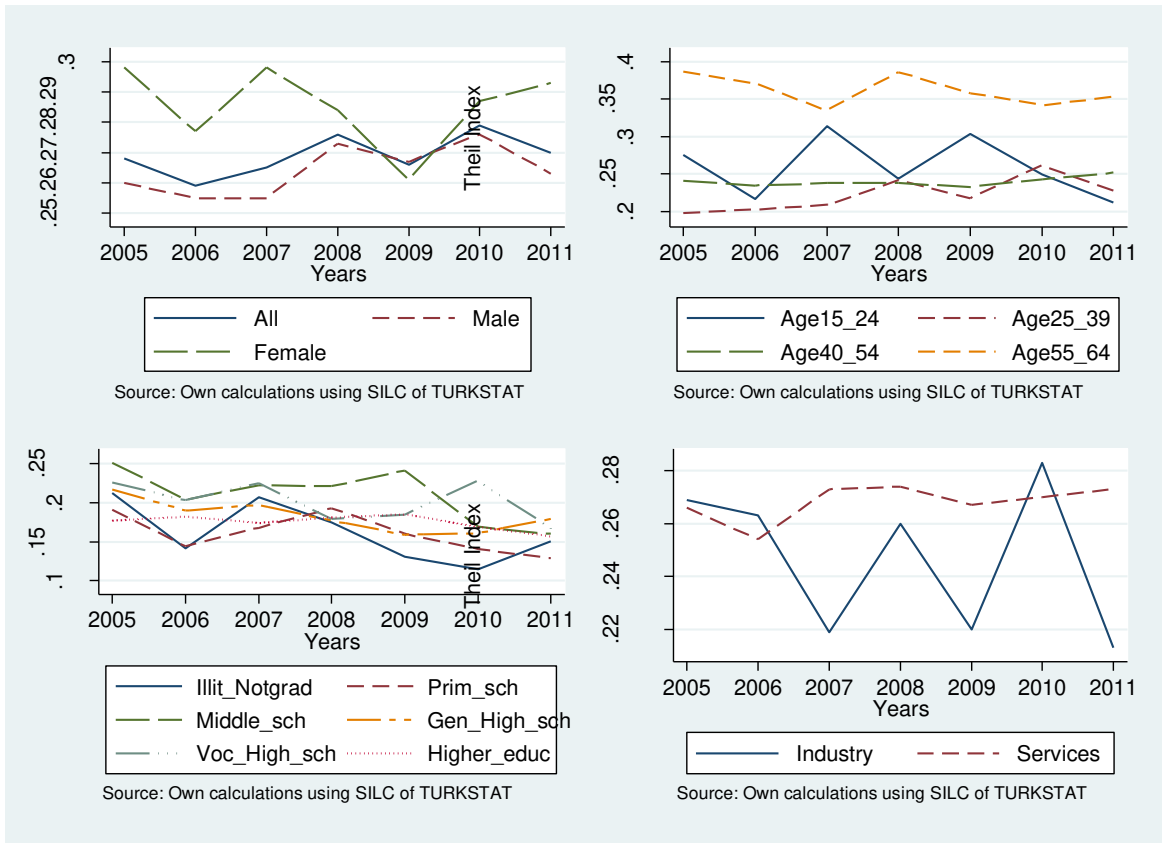 .25.26.27.28.29 .3
Theil Index
2005 2006 2007 2008 2009 2010 2011
Years
All Male
Female
Source: Own calculations using SILC of TURKSTAT
.2 .25 .3 .35 .4
2005 2006 2007 2008 2009 2010 2011
Years
Age15_24 Age25_39
Age40_54 Age55_64
Source: Own calculations using SILC of TURKSTAT
.1 .15 .2 .25
Theil Index
2005 2006 2007 2008 2009 2010 2011
Years
Illit_Notgrad Prim_sch
Middle_sch Gen_High_sch
Voc_High_sch Higher_educ
Source: Own calculations using SILC of TURKSTAT
.22 .24 .26 .28
2005 2006 2007 2008 2009 2010 2011
Years
Industry Services
Source: Own calculations using SILC of TURKSTAT